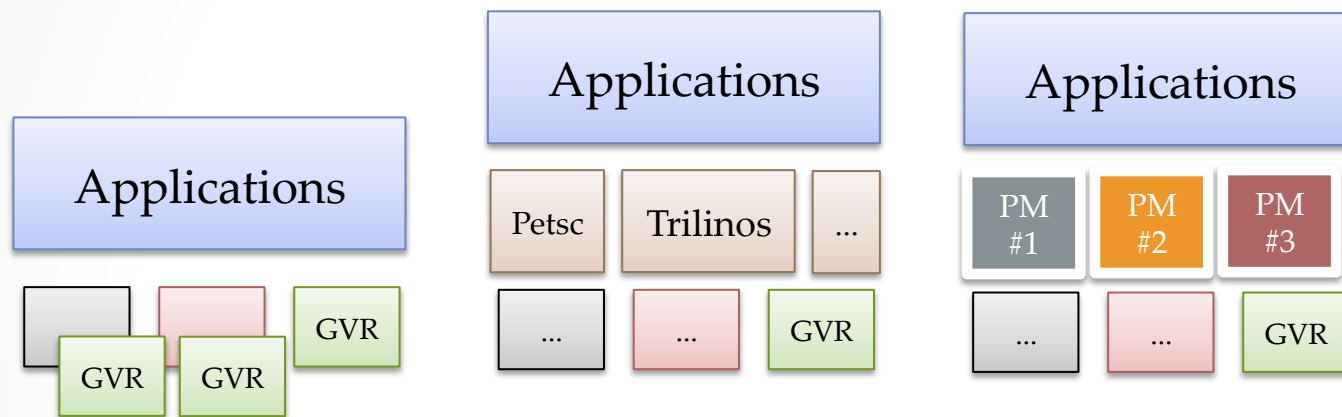 Applications
GVR
GVR
GVR
Applications
Petsc
Trilinos
...
...
...
GVR
Applications
PM
#1
PM
#2
PM
#3
...
...
GVR